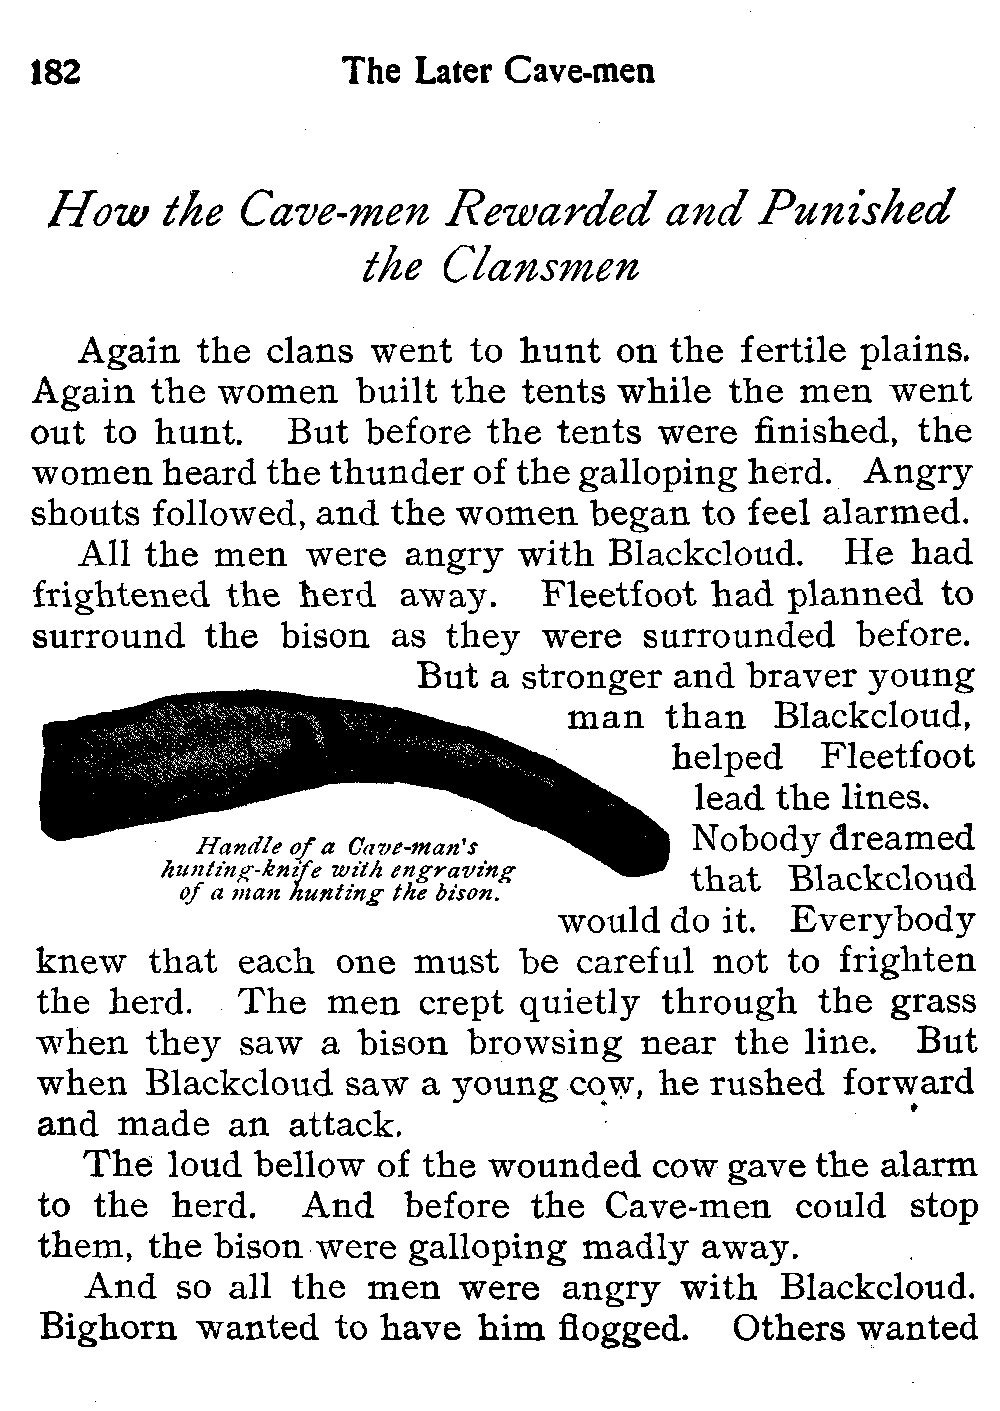 182 The Later Cave-men
How the Cave-men Rewarded and Punished
the Clansmen
Again the clans went to hunt on the fertile plains.
Again the women built the tents while the men went
out to hunt. But before the tents were finished, the
women heard the thunder of the galloping herd. Angry
shouts followed, and the women began to feel alarmed.
All the men were angry with Blackcloud. He had
frightened the herd away. Fleetfoot had planned to
surround the bison as they were surrounded before.
But a stronger and braver young
man than Blackcloud,
helped Fleetfoot
lead the lines.
Nobody dreamed
that Blackcloud
would do it. Everybody
Handle of a Cave-man's
hunting-knife with engraving
of a man hunting the bison.
knew that each one must be careful not to frighten
the herd. The men crept quietly through the grass
when they saw a bison browsing near the line. But
when Blackcloud saw a young cow, he rushed forward
and made an attack.
The loud bellow of the wounded cow gave the alarm
to the herd. And before the Cave-men could stop
them, the bison were galloping madly away.
And so all the men were angry with Blackcloud.
Bighorn wanted to have him flogged. Others wanted